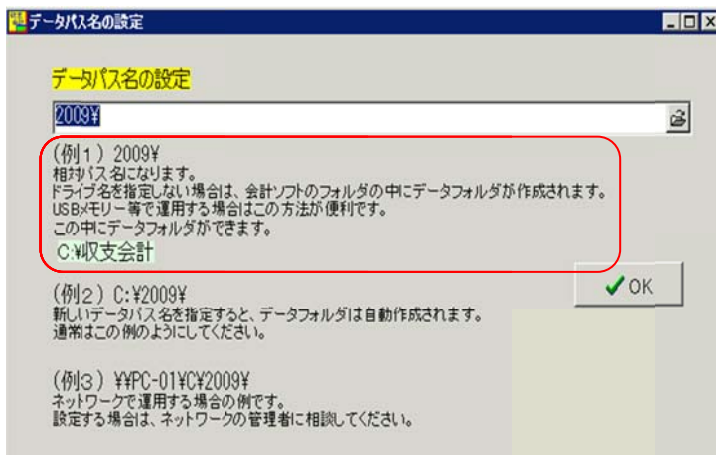 データパス名の設定
データパス名の設定
2009¥
(例1) 2009¥
相対パス名になります。
ドライブ名を指定しない場合は、会計ソフトのフォルダの中にデータフォルダが作成されます。
USBメモリー等で運用する場合はこの方法が便利です。
この中にデータフォルダができます。
C:¥収支会計
(例2) C:¥2009¥
新しいデータパス名を指定すると、データフォルダは自動作成されます。
通常はこの例のようにしてください。
OK
(例3) ¥¥PC-01¥C¥2009¥
ネットワークで運用する場合の例です。
設定する場合は、ネットワークの管理者に相談してください。